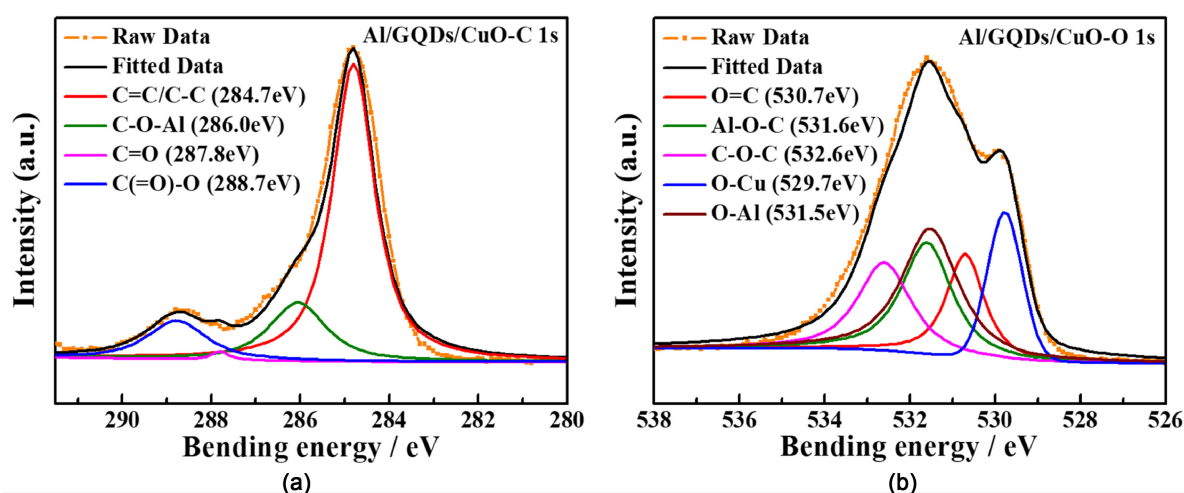 Al/GQDs/CuO-C 1s
Raw Data
Fitted Data
C=C/C-C (284.7eV)
C-O-Al (286.0eV)
C=O (287.8eV)
C(=O)-O (288.7eV)
Intensity (a.u.)
290 288 286 284 282 280
Bending energy / eV
(a)
Al/GQDs/CuO-O 1s
Raw Data
Fitted Data
O=C (530.7eV)
Al-O-C (531.6eV)
C-O-C (532.6eV)
O-Cu (529.7eV)
O-Al (531.5eV)
Intensity (a.u.)
538 536 534 532 530 528 526
Bending energy / eV
(b)